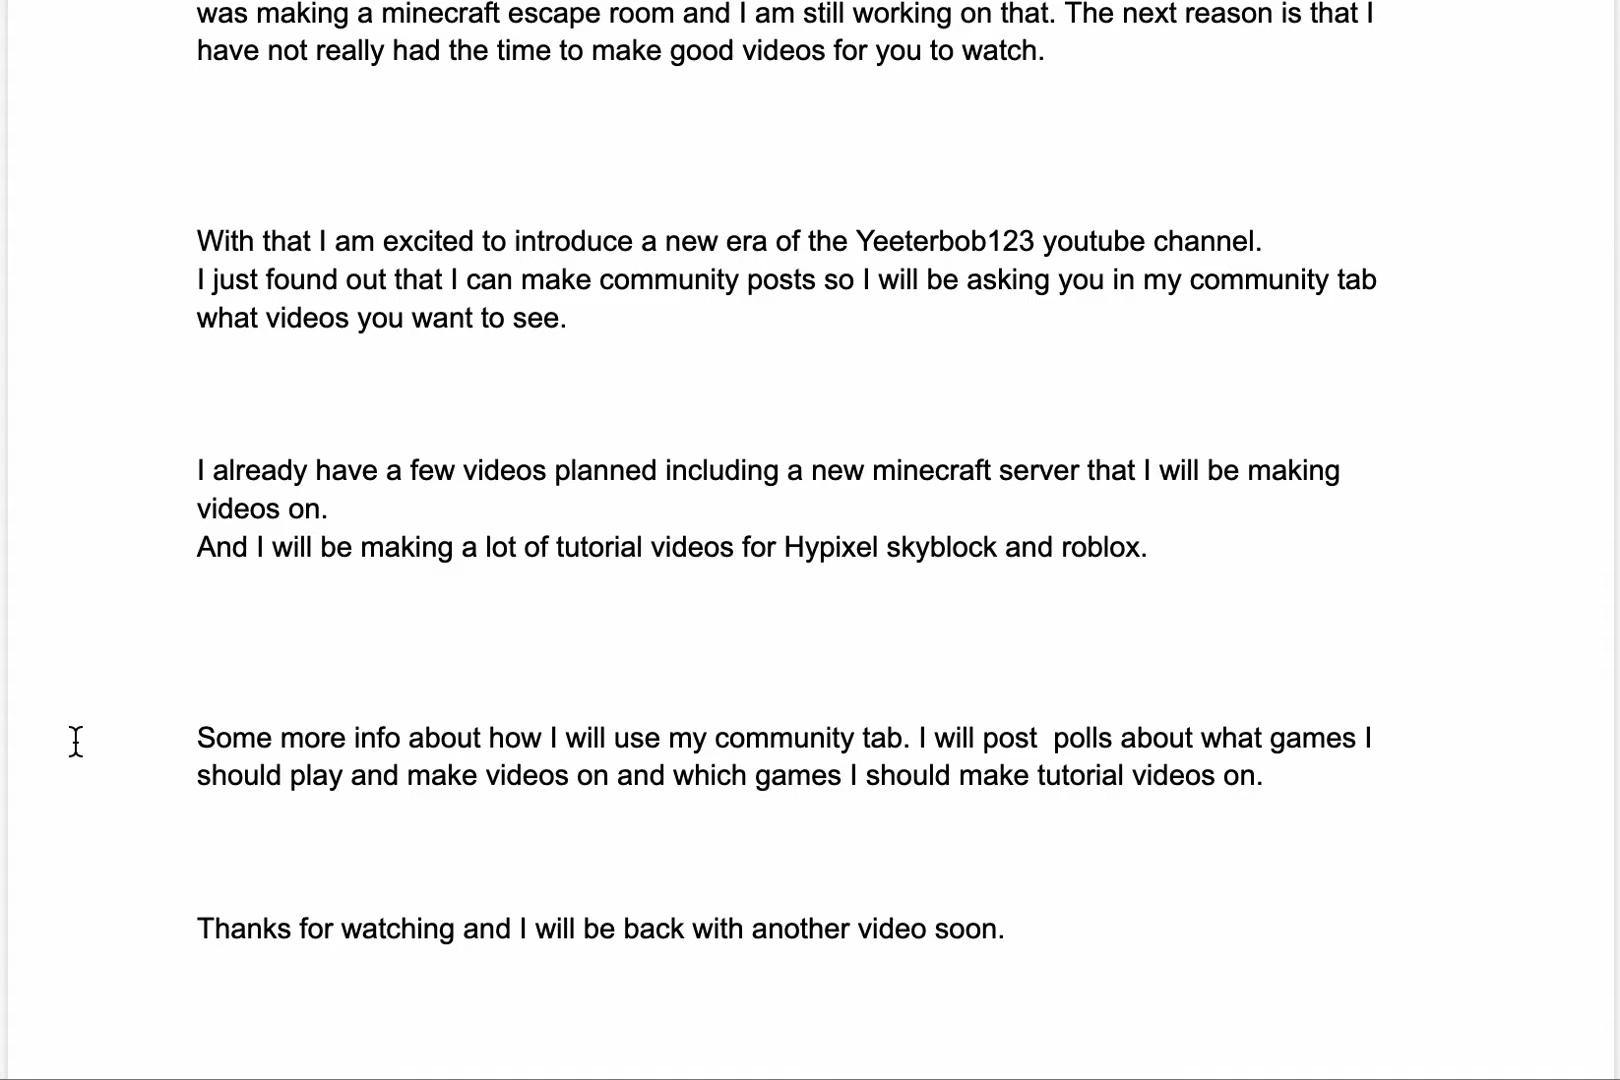 was making a minecraft escape room and I am still working on that. The next reason is that I
have not really had the time to make good videos for you to watch.
With that I am excited to introduce a new era of the Yeeterbob123 youtube channel.
I just found out that I can make community posts so I will be asking you in my community tab
what videos you want to see.
I already have a few videos planned including a new minecraft server that I will be making
videos on.
And I will be making a lot of tutorial videos for Hypixel skyblock and roblox.
Some more info about how I will use my community tab. I will post  polls about what games I
should play and make videos on and which games I should make tutorial videos on.
Thanks for watching and I will be back with another video soon.